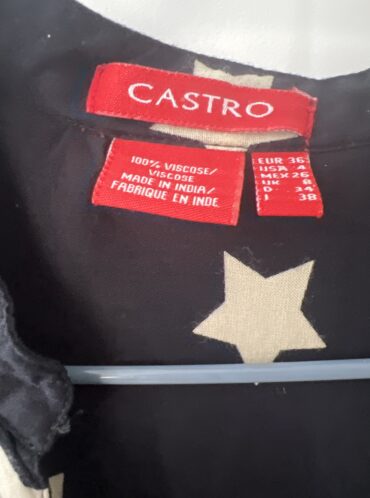 CASTRO
100% VISCOSE/
VISCOSE
MADE IN INDIA/
FABRIQUE EN INDE
EUR 36
USA 4
MEX 26
UK 8
D 34
I 38